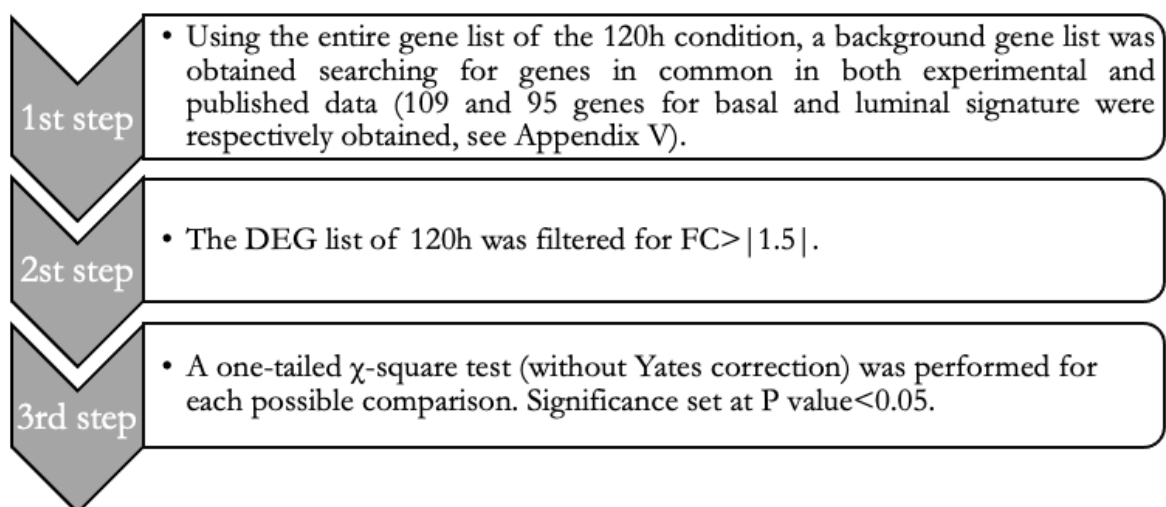 1st step
• Using the entire gene list of the 120h condition, a background gene list was
obtained searching for genes in common in both experimental and
published data (109 and 95 genes for basal and luminal signature were
respectively obtained, see Appendix V).
2st step
• The DEG list of 120h was filtered for FC>|1.5|.
3rd step
• A one-tailed χ-square test (without Yates correction) was performed for
each possible comparison. Significance set at P value<0.05.